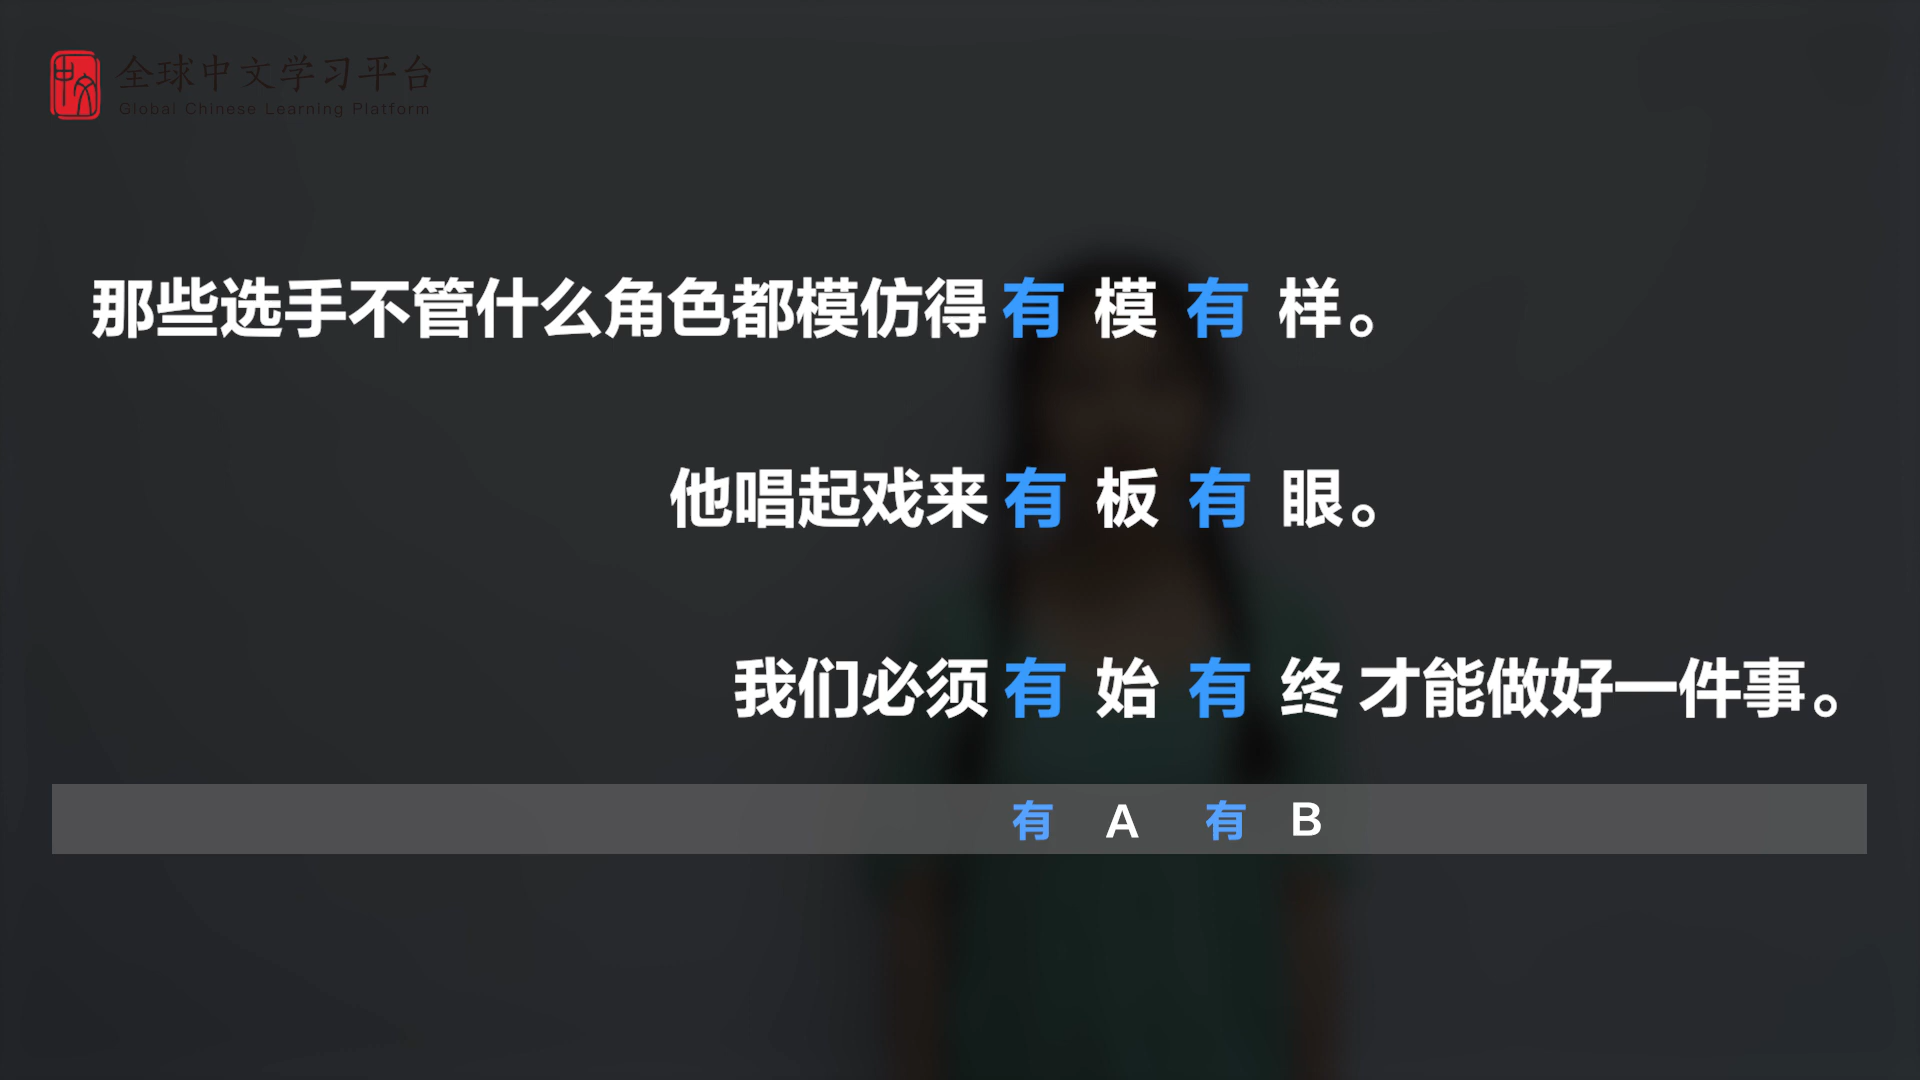 中文
全球中文学习平台
Global Chinese Learning Platform
那些选手不管什么角色都模仿得 有 模 有 样。
他唱起戏来 有 板 有 眼。
我们必须 有 始 有 终 才能做好一件事。
有 A 有 B